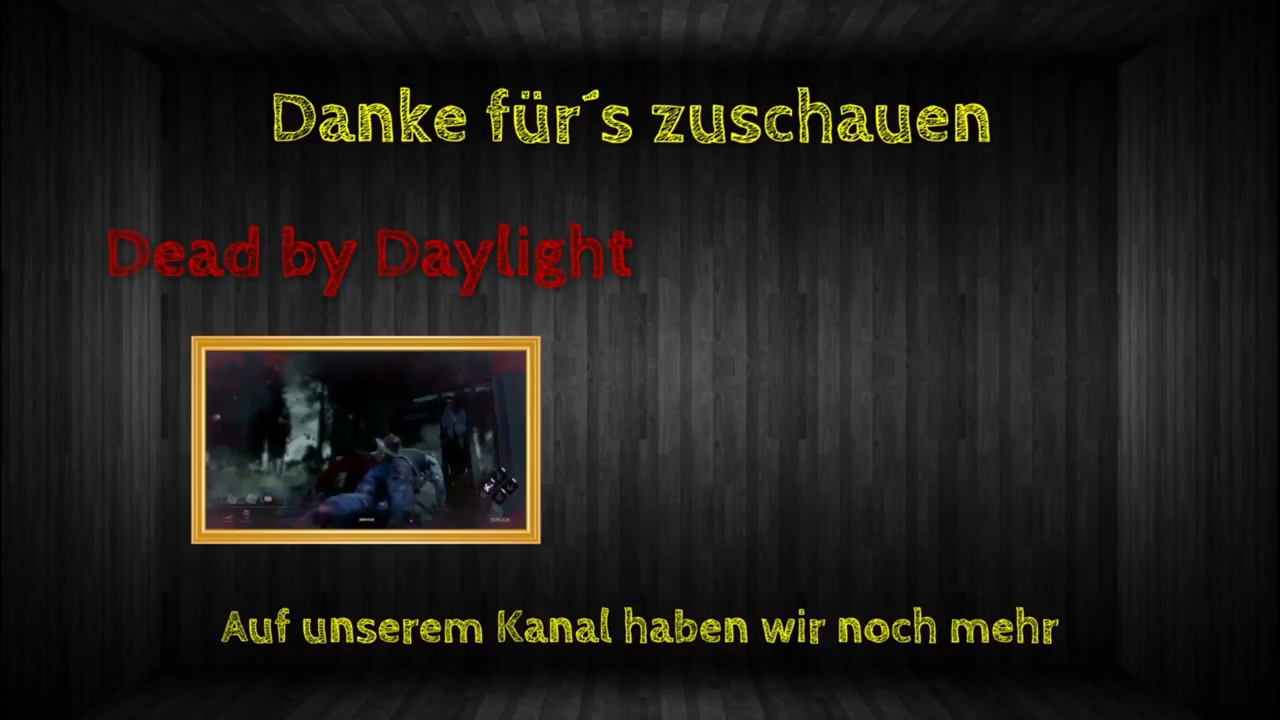 Danke für´s zuschauen
Dead by Daylight
Auf unserem Kanal haben wir noch mehr